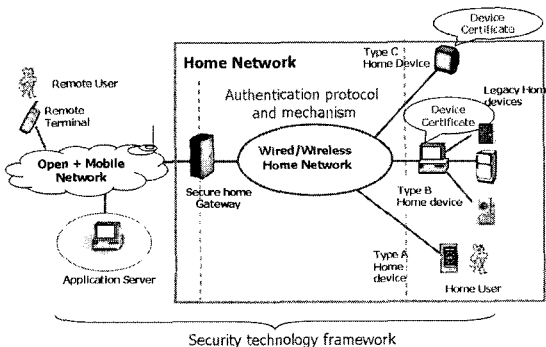 Device
Certificate
Type C
Home Device
Home Network
Remote User
Remote
Terminal
Authentication protocol
and mechanism
Device
Certificate
Legacy Hom
devices
Open + Mobile
Network
Wired/Wireless
Home Network
Secure home
Gateway
Type B
Home device
Application Server
Type A
Home
device
Home User
Security technology framework